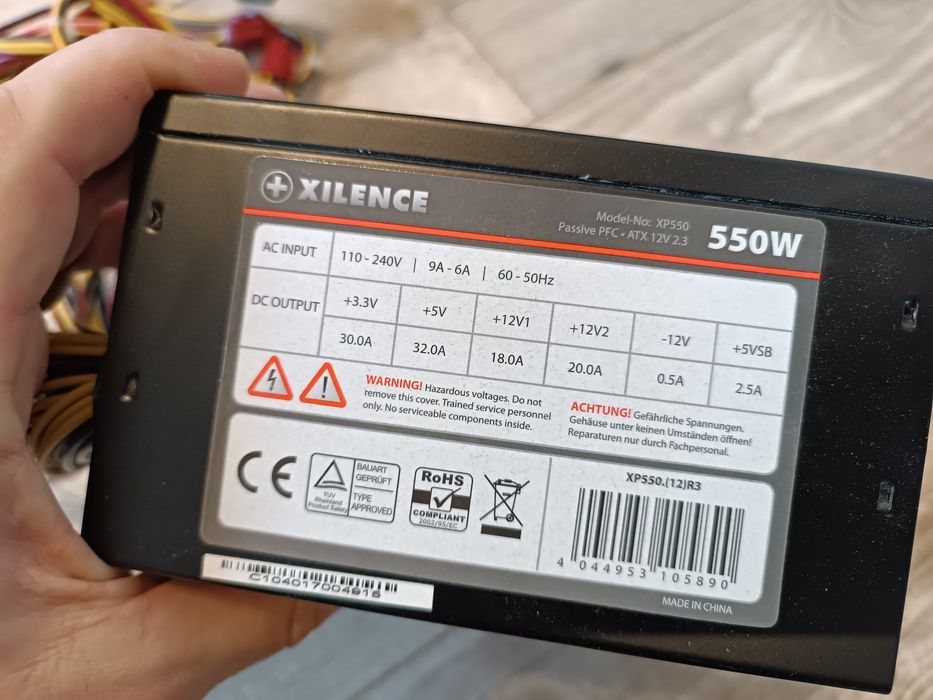 XILENCE
Model-No: XP550
Passive PFC • ATX 12V 2.3
550W
AC INPUT 110 - 240V | 9A - 6A | 60 - 50Hz
DC OUTPUT +3.3V +5V +12V1 +12V2 -12V +5VSB
30.0A 32.0A 18.0A 20.0A 0.5A 2.5A
WARNING! Hazardous voltages. Do not
remove this cover. Trained service personnel
only. No serviceable components inside.
ACHTUNG! Gefährliche Spannungen.
Gehäuse unter keinen Umständen öffnen!
Reparaturen nur durch Fachpersonal.
CE
TÜV
Rheinland
Product Safety
BAUART
GEPRÜFT
TYPE
APPROVED
RoHS
COMPLIANT
2002/95/EC
XP550.(12)R3
4 044953 105890
MADE IN CHINA
C104017004915